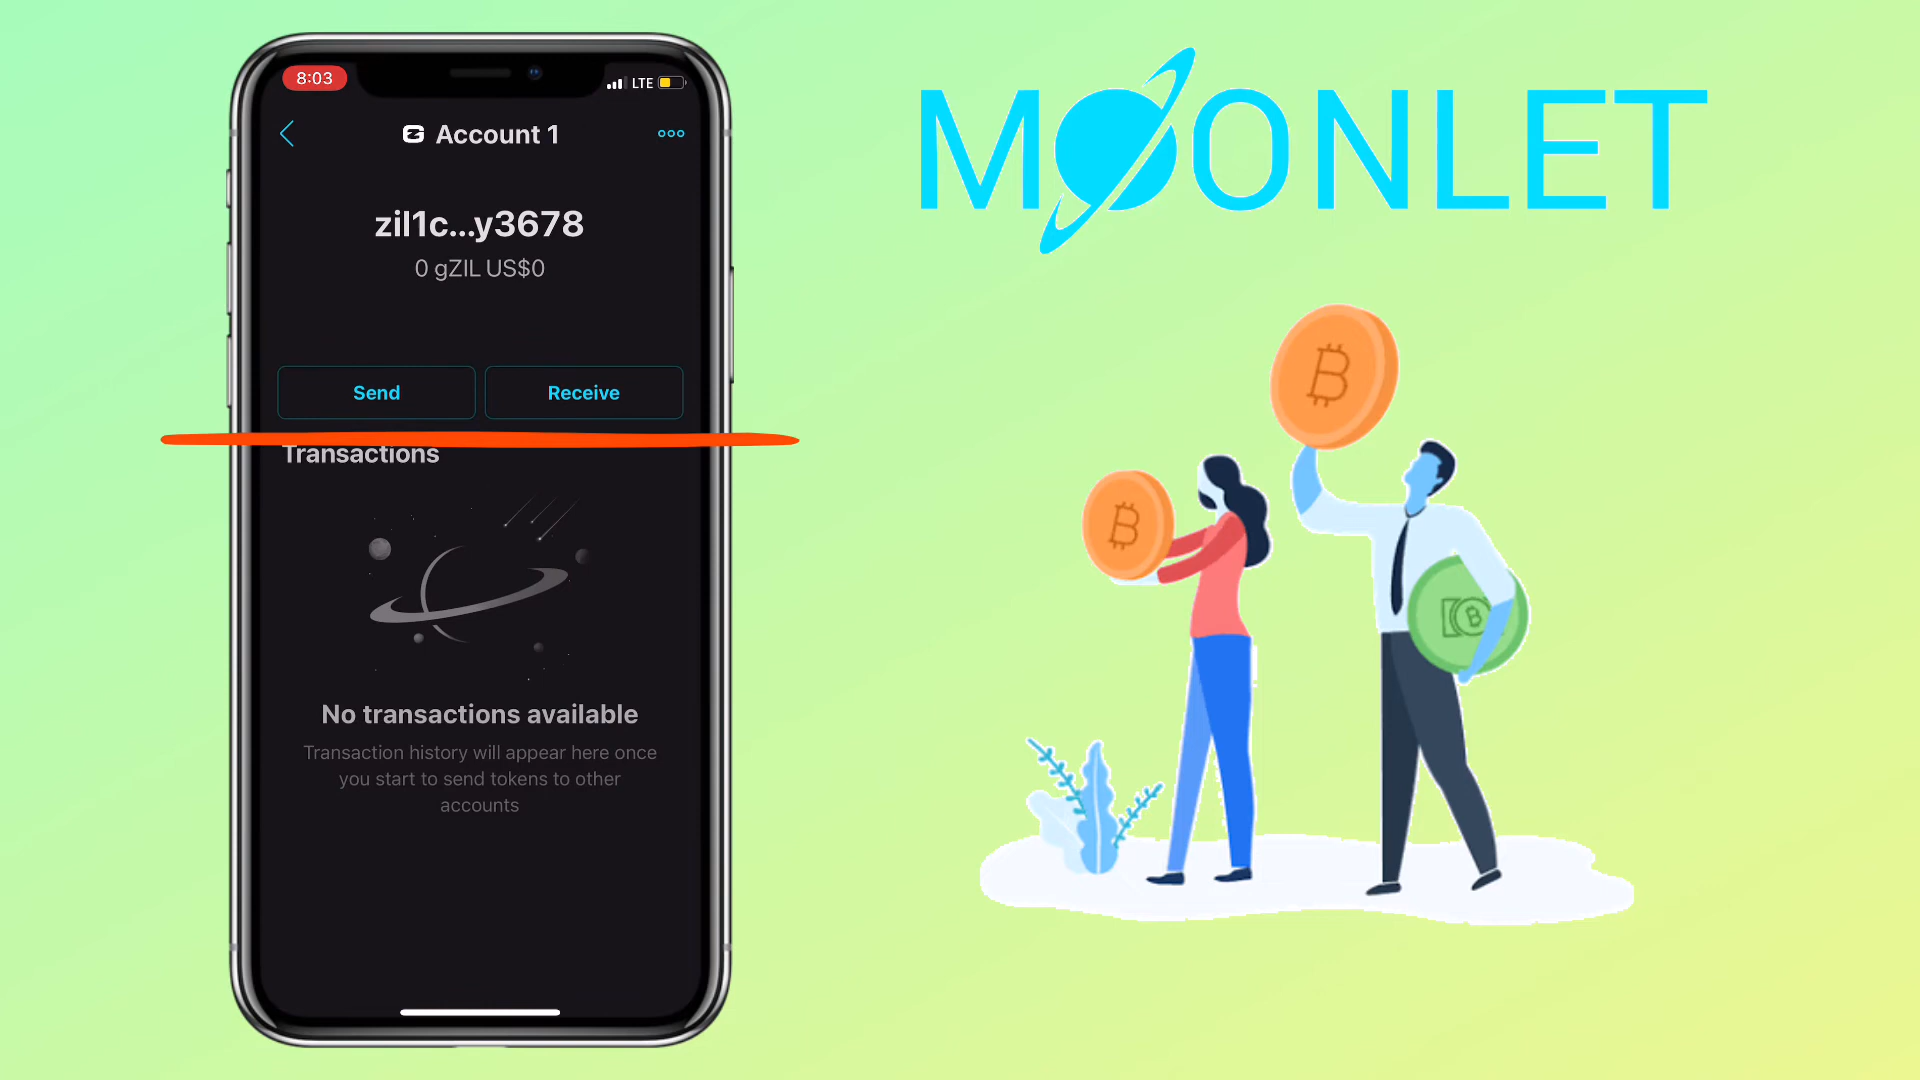 8:03
LTE
Account 1
zil1c...y3678
0 gZIL US$0
Send
Receive
Transactions
No transactions available
Transaction history will appear here once
you start to send tokens to other
accounts
MOONLET